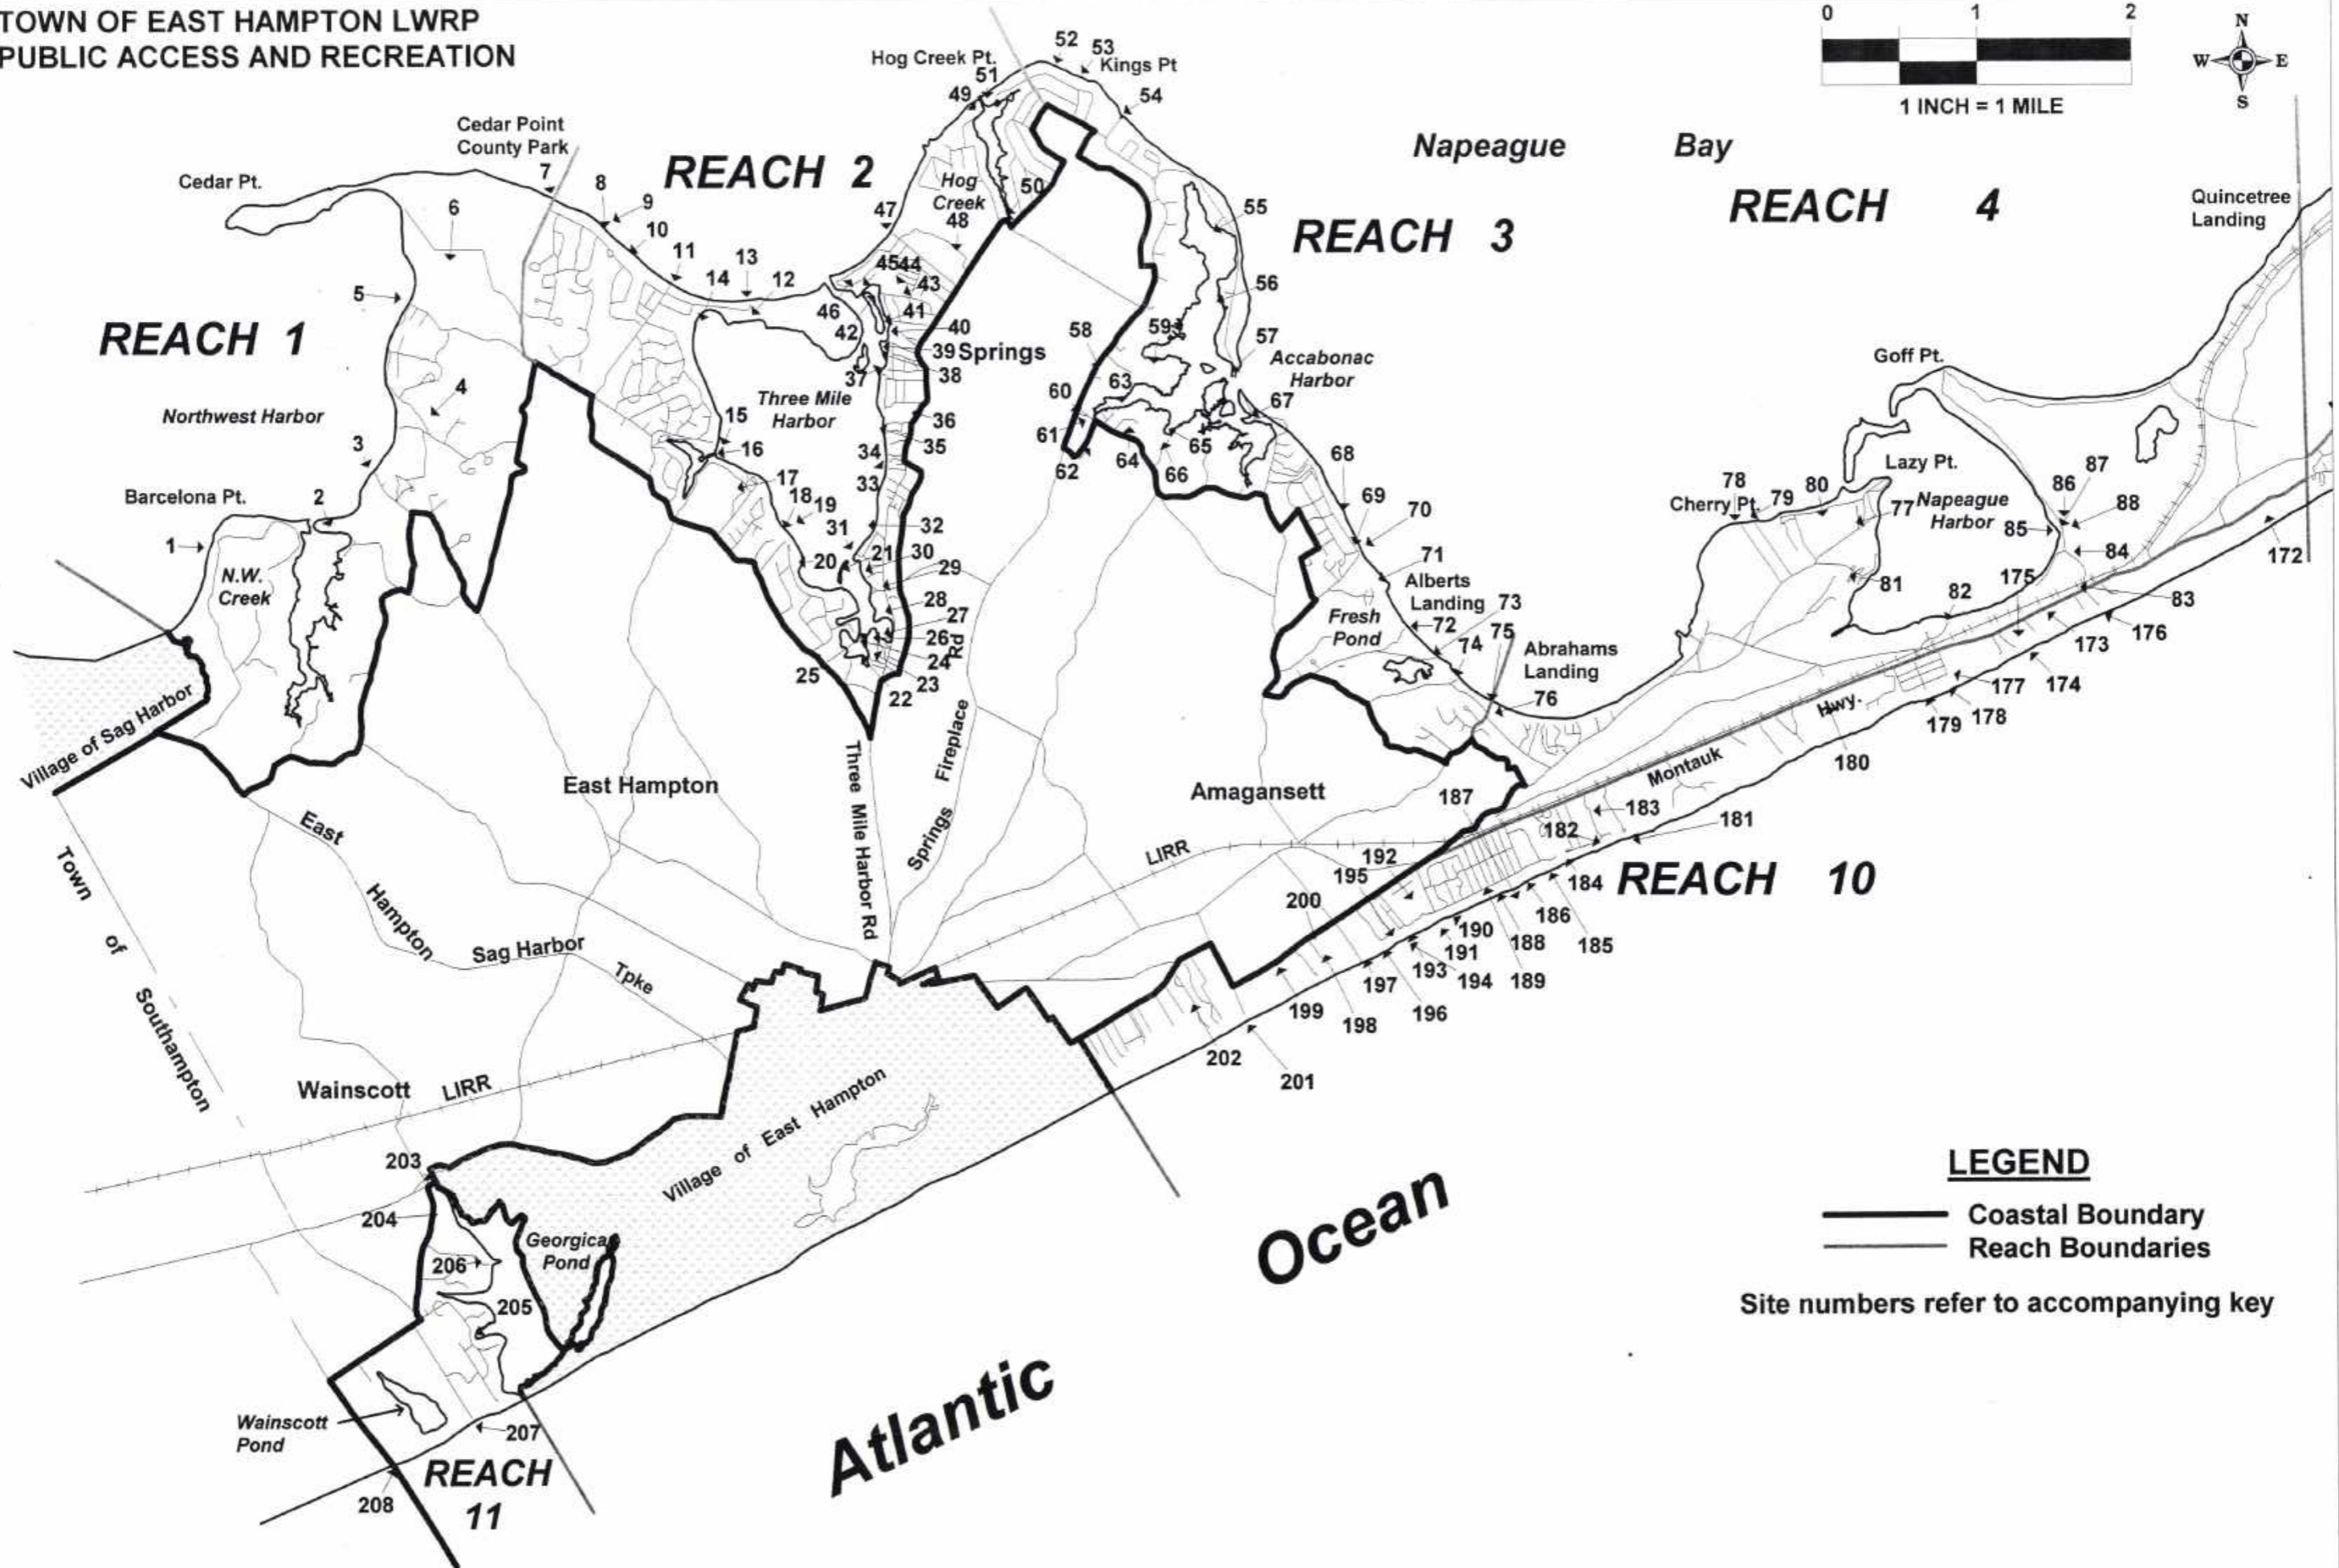 TOWN OF EAST HAMPTON LWRP
PUBLIC ACCESS AND RECREATION
0 1 2
1 INCH = 1 MILE
N
W E
S
Hog Creek Pt.
52
53
Kings Pt
51
49
54
Cedar Point
County Park
7
Napeague Bay
Cedar Pt.
8
9
REACH 2
Hog
Creek
50
REACH 4
Quincetree
Landing
6
10
47
48
55
REACH 3
11
13
14
12
45
44
43
5
56
46
42
41
40
REACH 1
39
Springs
38
37
58
59
57
Accabonac
Harbor
Goff Pt.
4
Three Mile
Harbor
60
63
67
Northwest Harbor
15
16
36
35
34
33
61
62
64
65
66
68
3
Barcelona Pt.
2
17
18
19
69
70
78
Cherry Pt.
79
80
Lazy Pt.
77
Napeague
Harbor
86
87
88
85
1
31
32
71
84
172
N.W.
Creek
20
21
30
29
Alberts
Landing
81
82
175
83
28
27
Fresh
Pond
73
72
74
75
Abrahams
Landing
173
176
26
24
25
23
22
76
177
174
179
178
Village of Sag Harbor
Three Mile Harbor Rd
Springs Fireplace Rd
Hwy.
180
Montauk
East Hampton
Amagansett
187
183
181
182
East Hampton Sag Harbor Tpke
LIRR
192
195
184
REACH 10
200
186
185
190
188
191
189
193
194
Town of Southampton
197
196
199
198
202
201
Wainscott
LIRR
Village of East Hampton
203
204
Georgica
Pond
206
205
Atlantic Ocean
LEGEND
Coastal Boundary
Reach Boundaries
Site numbers refer to accompanying key
Wainscott
Pond
207
REACH
11
208